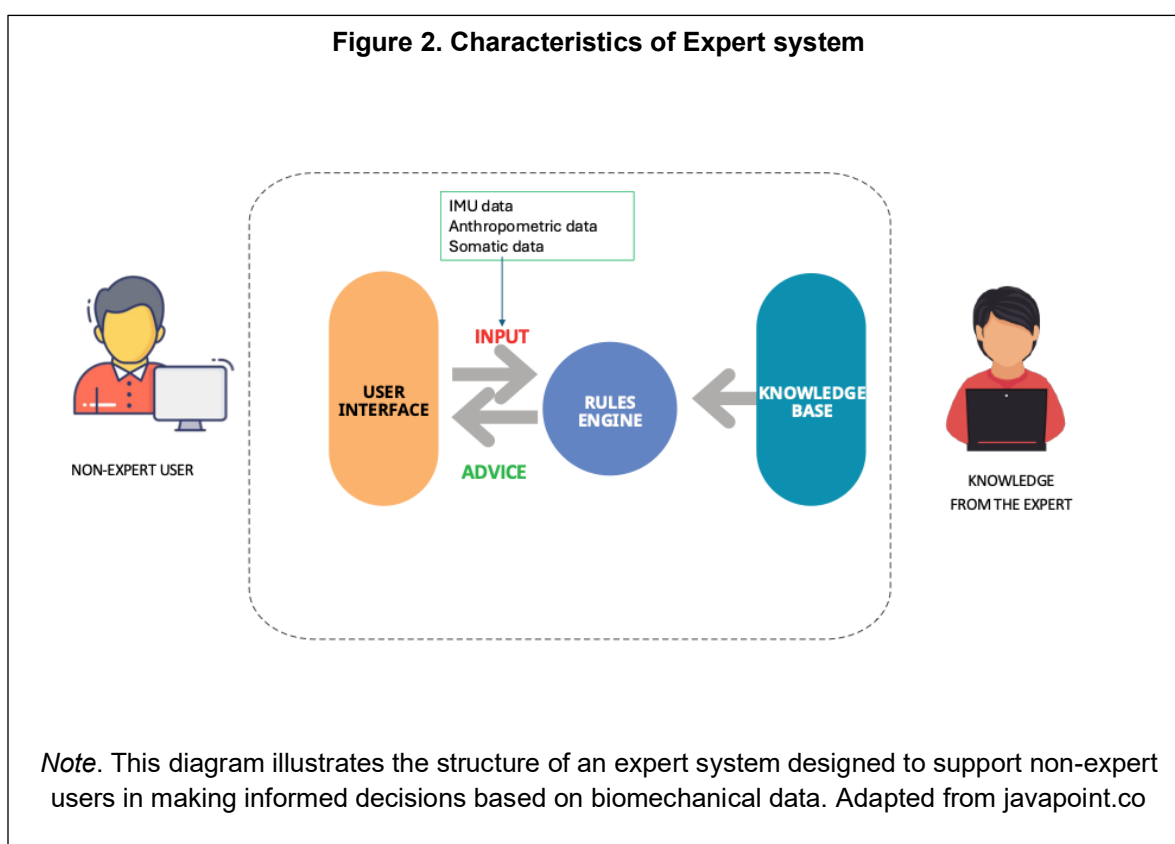 Figure 2. Characteristics of Expert system
IMU data
Anthropometric data
Somatic data
INPUT
USER
INTERFACE
RULES
ENGINE
KNOWLEDGE
BASE
ADVICE
NON-EXPERT USER
KNOWLEDGE
FROM THE EXPERT
Note. This diagram illustrates the structure of an expert system designed to support non-expert
users in making informed decisions based on biomechanical data. Adapted from javapoint.co